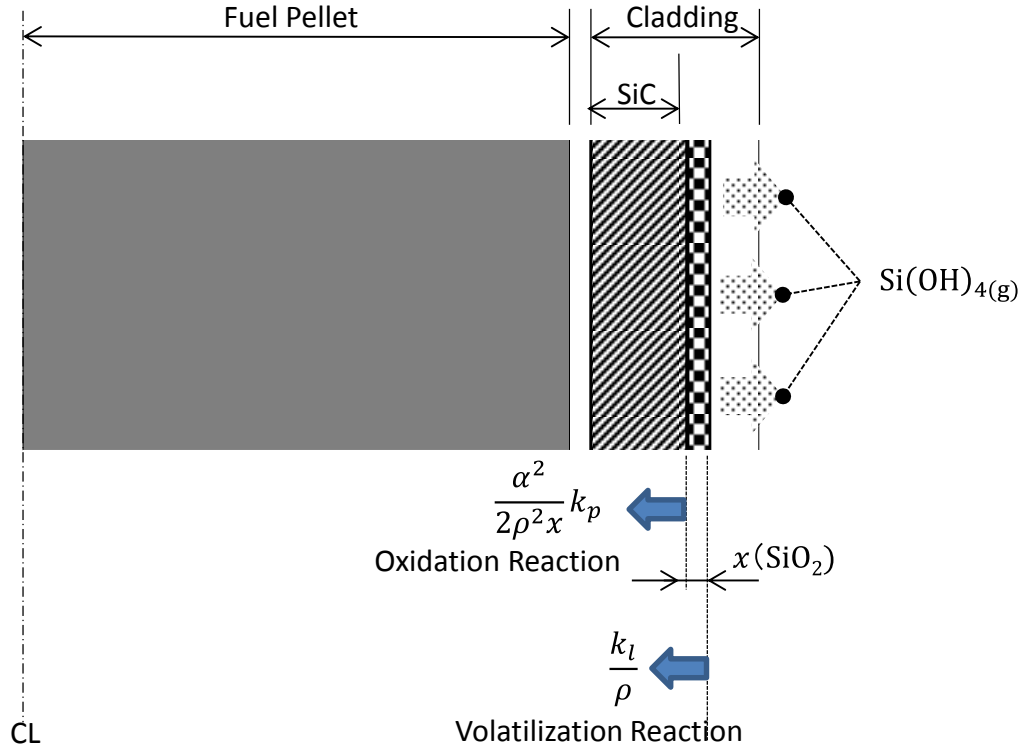 Fuel Pellet
Cladding
SiC
Si(OH)₄₍g₎
α²
2ρ²x
kₚ
Oxidation Reaction
x(SiO₂)
kₗ
ρ
CL
Volatilization Reaction